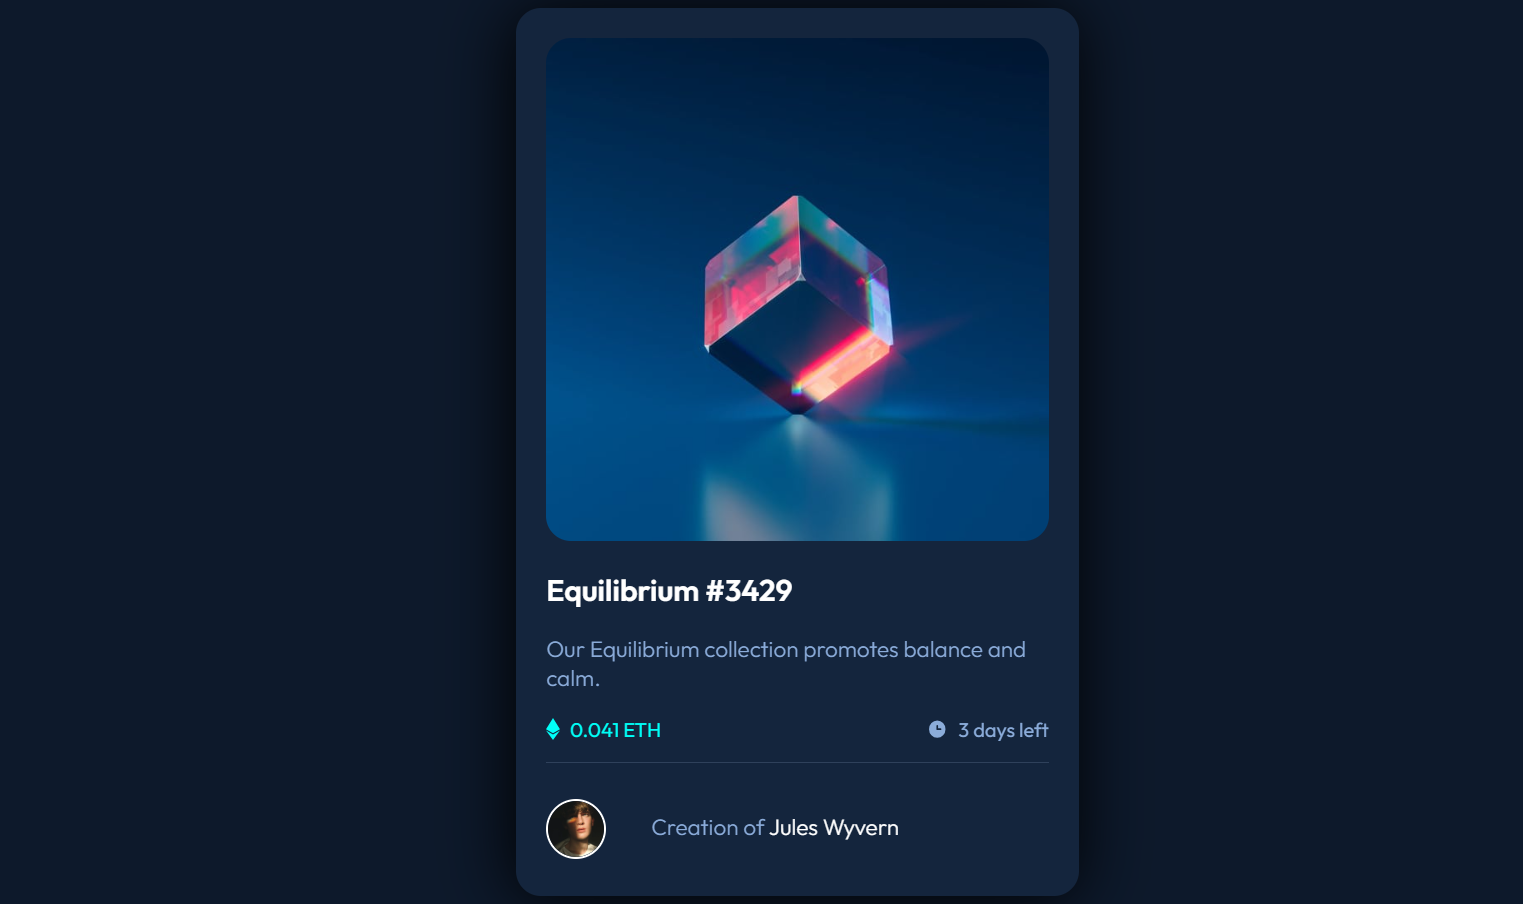 Equilibrium #3429
Our Equilibrium collection promotes balance and
calm.
0.041 ETH
3 days left
Creation of Jules Wyvern